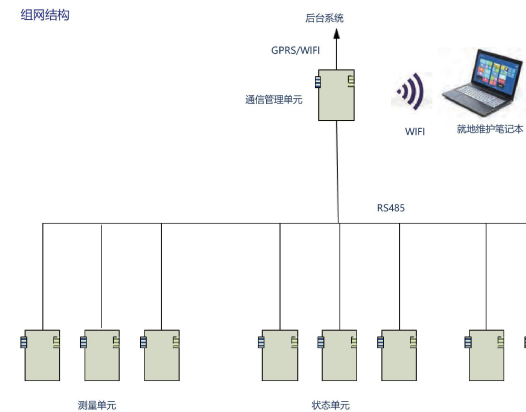 组网结构
后台系统
GPRS/WIFI
通信管理单元
WIFI
就地维护笔记本
RS485
测量单元
状态单元